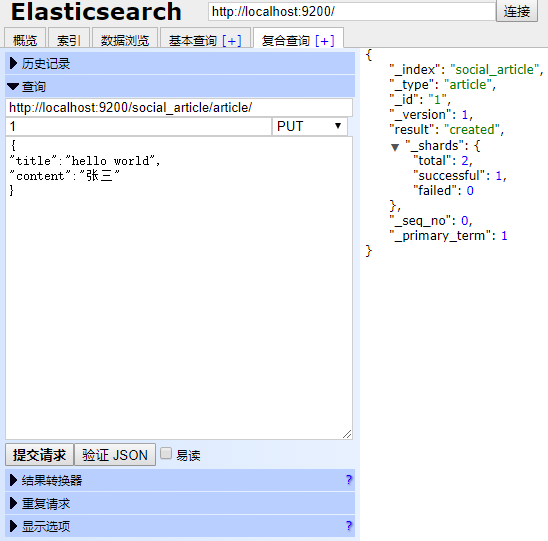 Elasticsearch
http://localhost:9200/
连接
概览 索引 数据浏览 基本查询 [+] 复合查询 [+]
历史记录
查询
http://localhost:9200/social_article/article/
1
PUT
{
"title":"hello world",
"content":"张三"
}
提交请求 验证 JSON 易读
结果转换器 ?
重复请求
显示选项 ?
{
"_index": "social_article",
"_type": "article",
"_id": "1",
"_version": 1,
"result": "created",
"_shards": {
"total": 2,
"successful": 1,
"failed": 0
},
"_seq_no": 0,
"_primary_term": 1
}